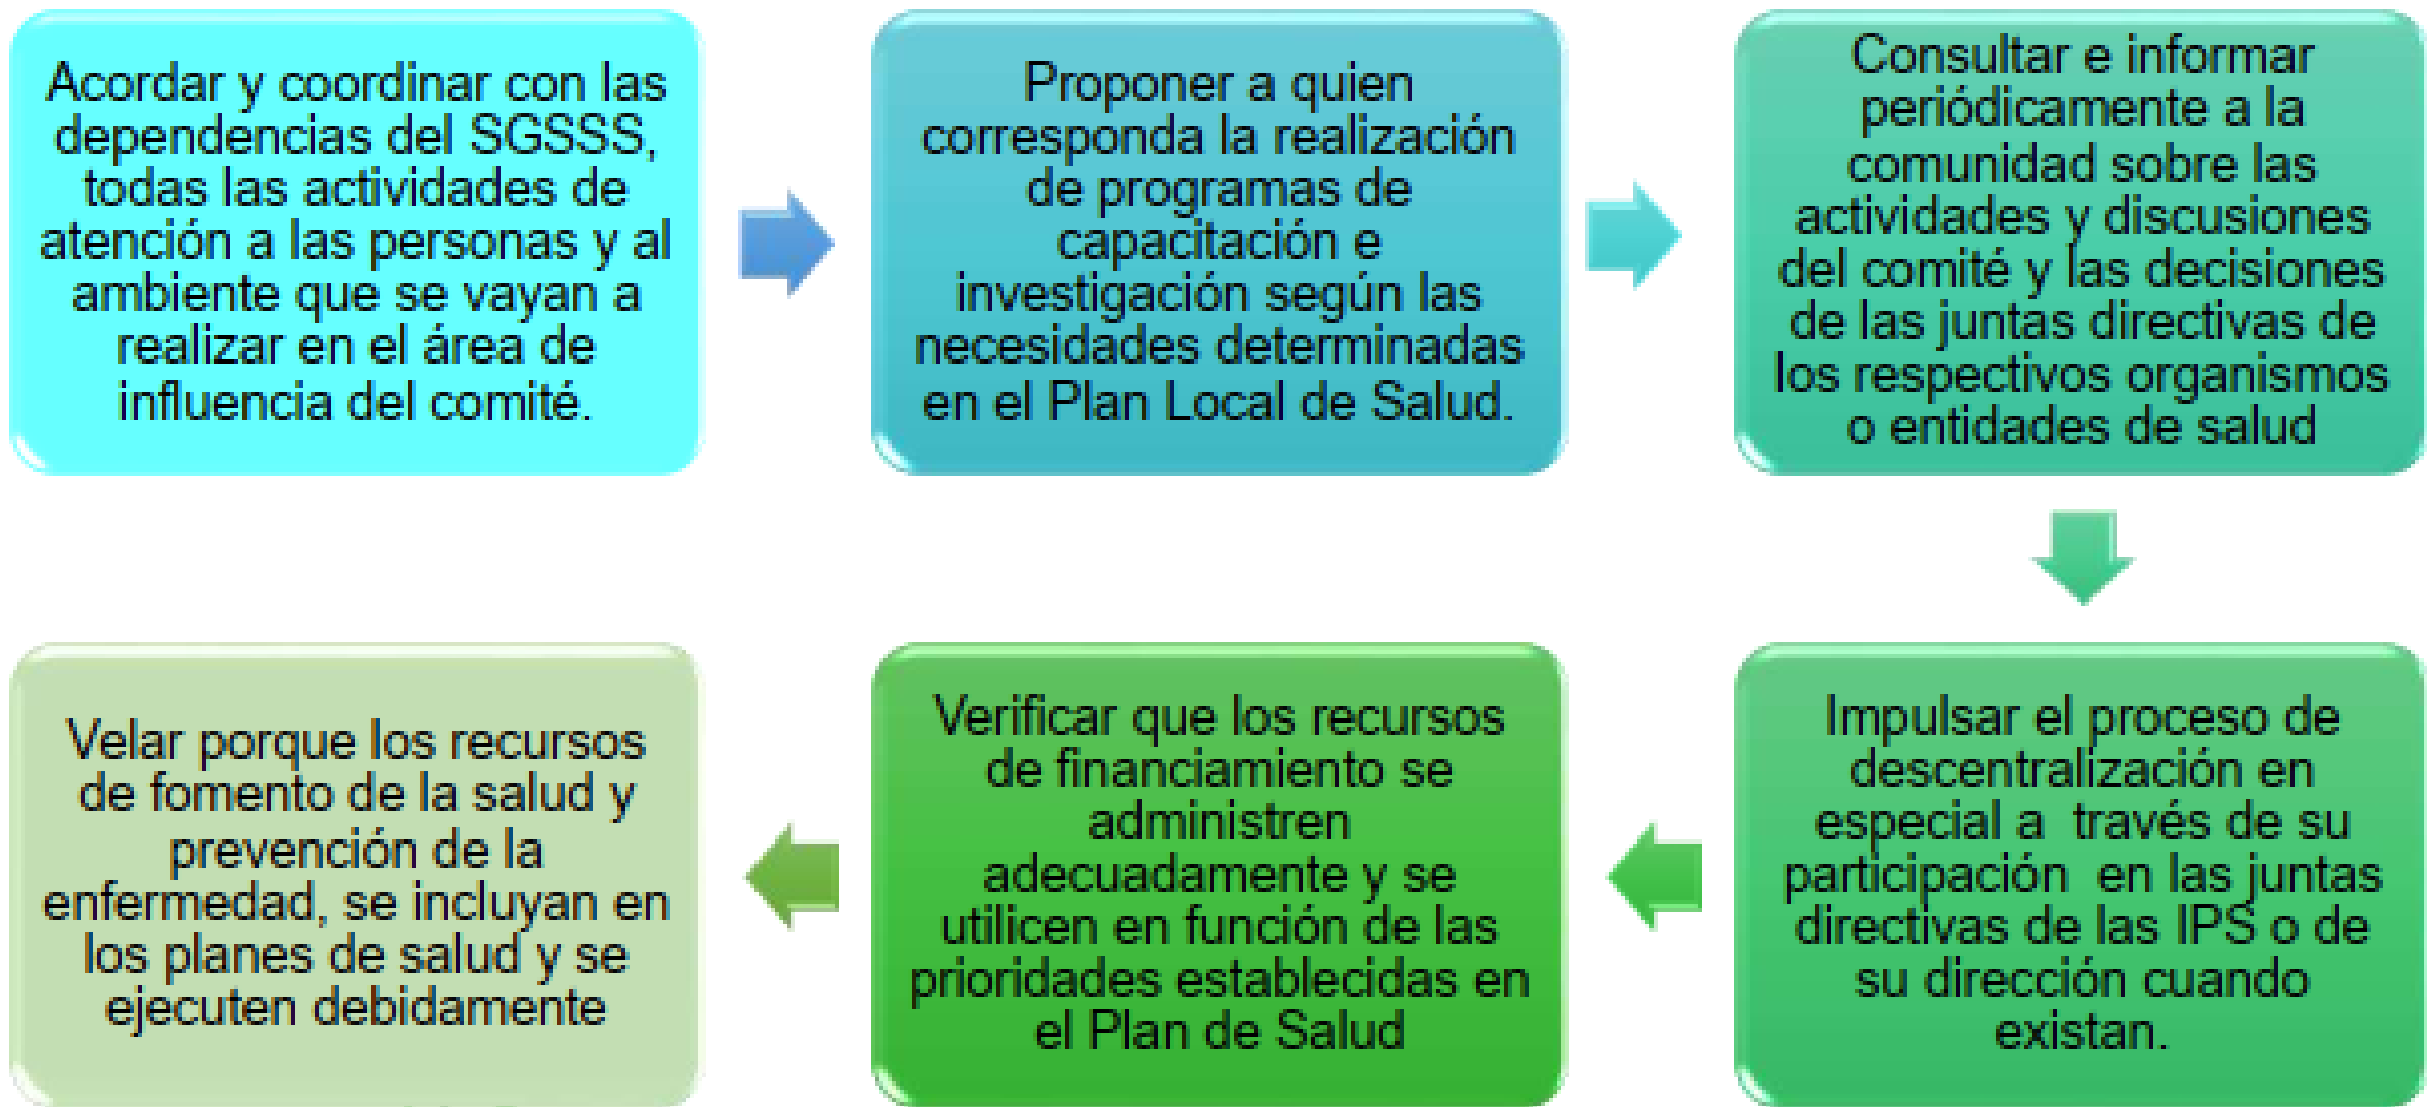 Acordar y coordinar con las
dependencias del SGSSS,
todas las actividades de
atención a las personas y al
ambiente que se vayan a
realizar en el área de
influencia del comité.
Proponer a quien
corresponda la realización
de programas de
capacitación e
investigación según las
necesidades determinadas
en el Plan Local de Salud.
Consultar e informar
periódicamente a la
comunidad sobre las
actividades y discusiones
del comité y las decisiones
de las juntas directivas de
los respectivos organismos
o entidades de salud
Impulsar el proceso de
descentralización en
especial a través de su
participación en las juntas
directivas de las IPS o de
su dirección cuando
existan.
Verificar que los recursos
de financiamiento se
administren
adecuadamente y se
utilicen en función de las
prioridades establecidas en
el Plan de Salud
Velar porque los recursos
de fomento de la salud y
prevención de la
enfermedad, se incluyan en
los planes de salud y se
ejecuten debidamente